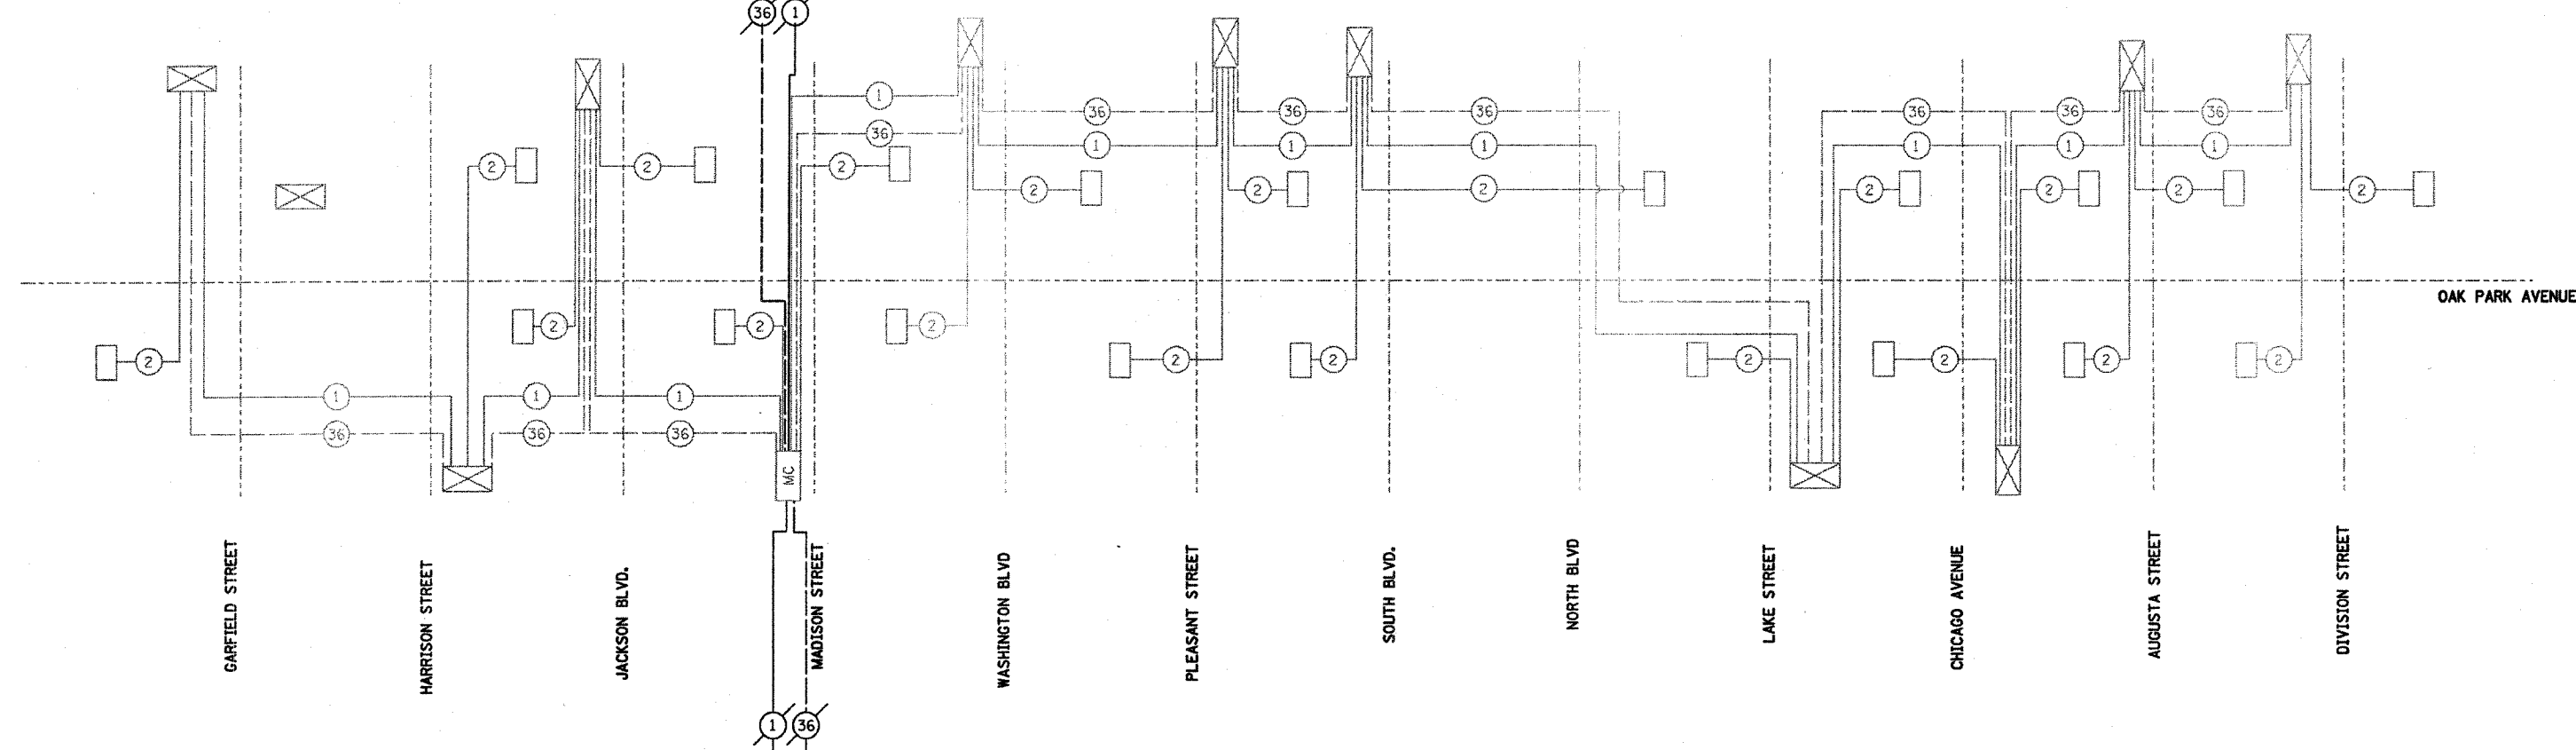 36 1
1 36 36 36 36 36 36
1 1 1 1 1 1
36
2 2 2 2
2 2 2 2 2 2 2 2
OAK PARK AVENUE
2 2 2
2 2 2 2 2 2 2
1 1 1
36 36 36
MC
GARFIELD STREET
HARRISON STREET
JACKSON BLVD.
MADISON STREET
WASHINGTON BLVD
PLEASANT STREET
SOUTH BLVD.
NORTH BLVD
LAKE STREET
CHICAGO AVENUE
AUGUSTA STREET
DIVISION STREET
1 36